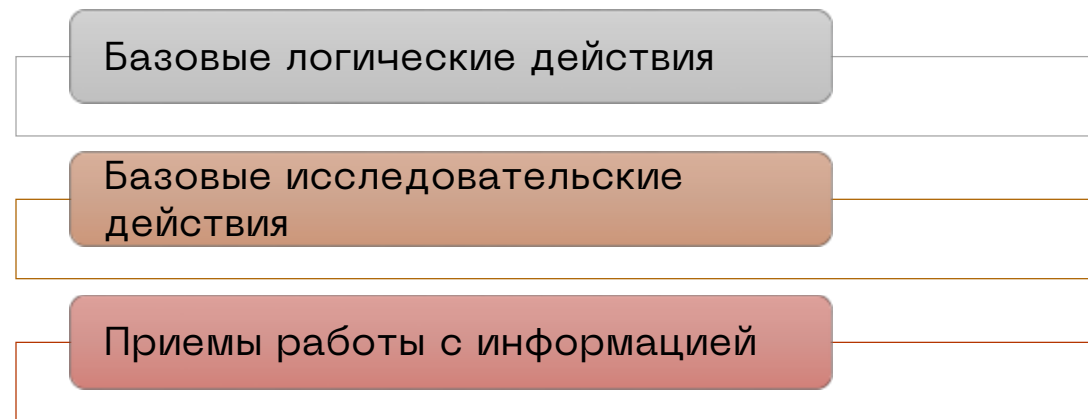 Базовые логические действия
Базовые исследовательские
действия
Приемы работы с информацией